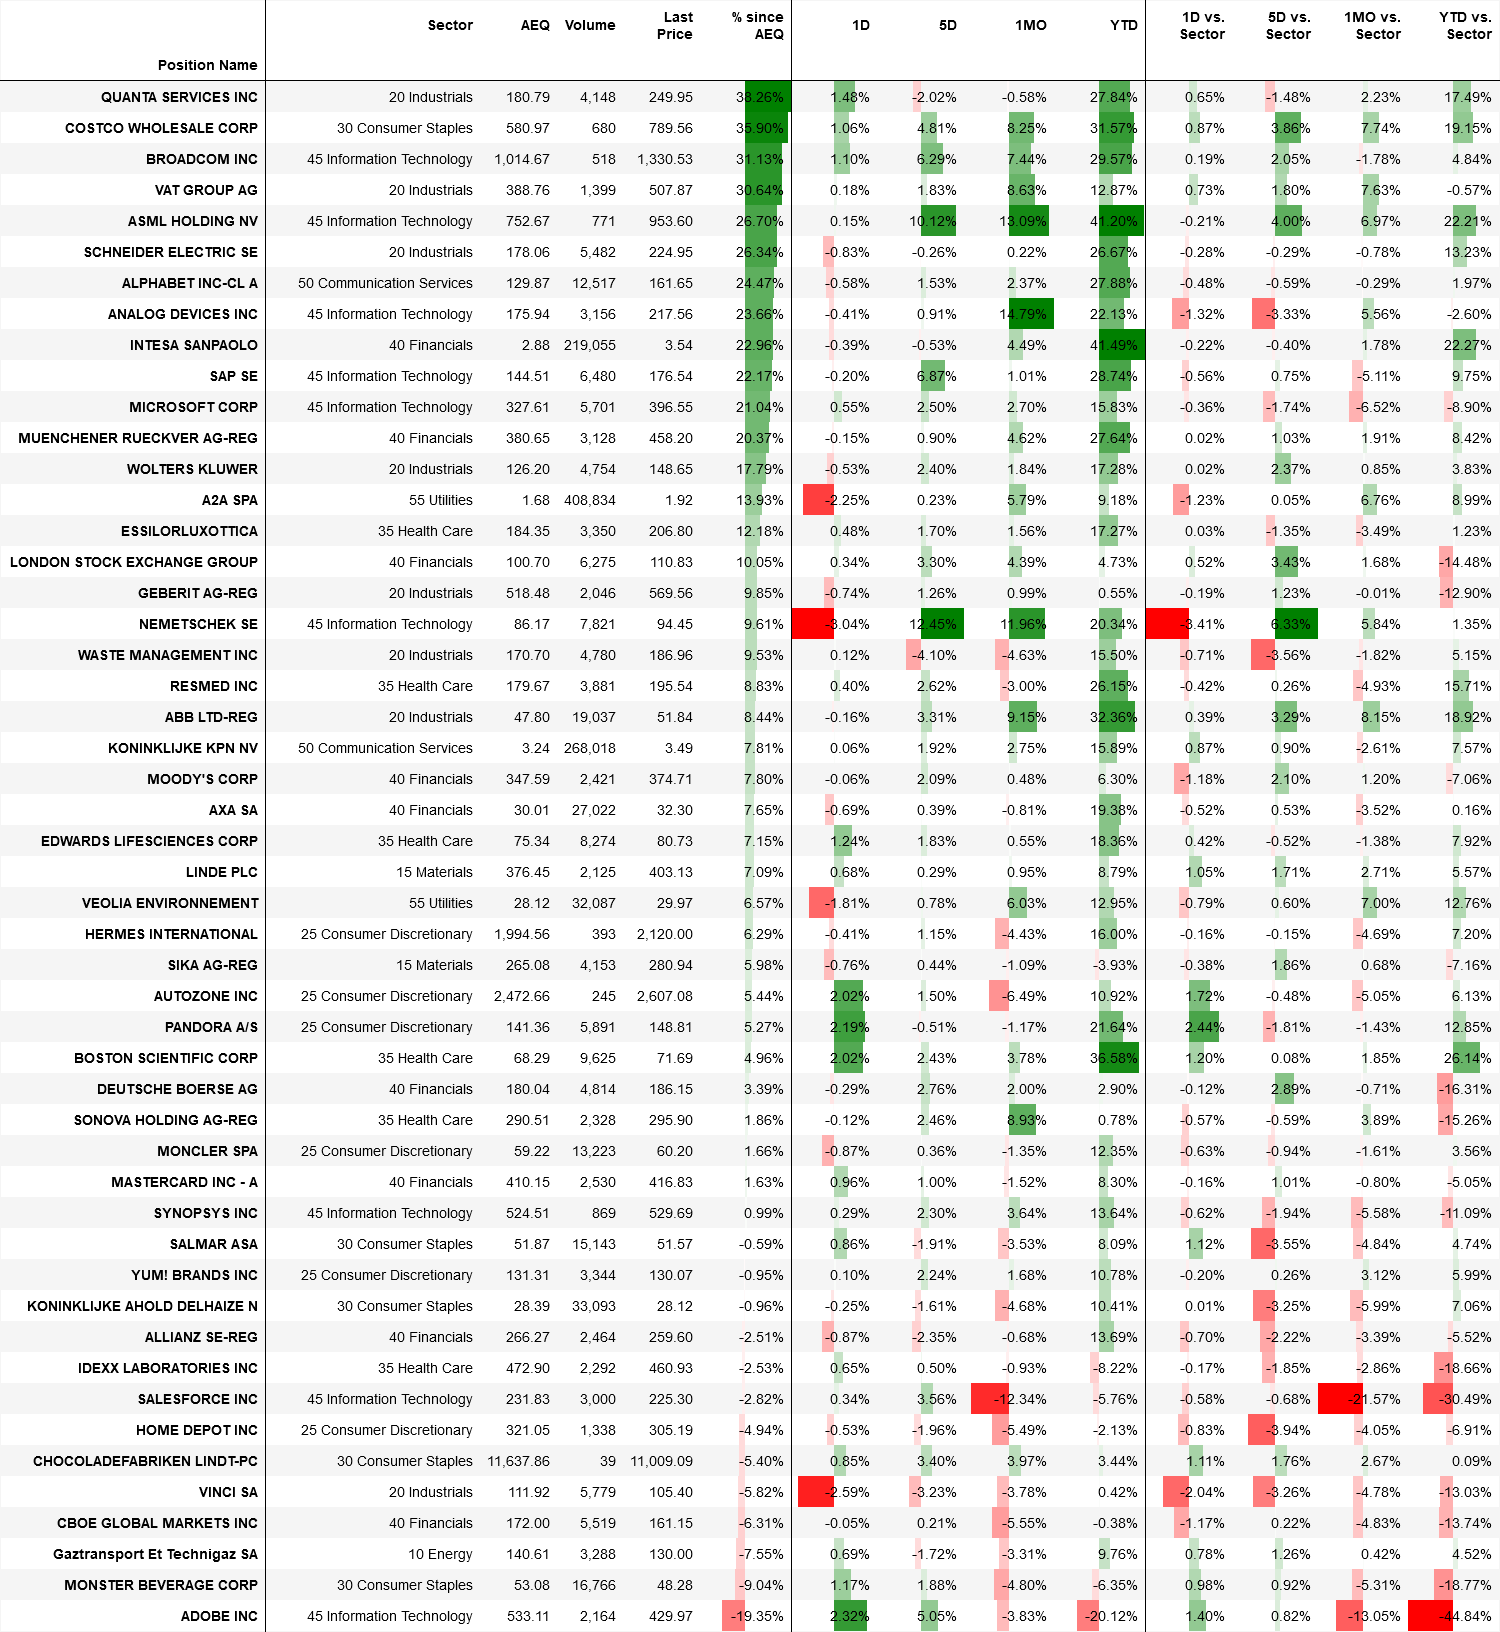 Position Name Sector AEQ Volume Last Price % since AEQ 1D 5D 1MO YTD 1D vs. Sector 5D vs. Sector 1MO vs. Sector YTD vs. Sector
QUANTA SERVICES INC 20 Industrials 180.79 4,148 249.95 38.26% 1.48% -2.02% -0.58% 27.84% 0.65% -1.48% 2.23% 17.49%
COSTCO WHOLESALE CORP 30 Consumer Staples 580.97 680 789.56 35.90% 1.06% 4.81% 8.25% 31.57% 0.87% 3.86% 7.74% 19.15%
BROADCOM INC 45 Information Technology 1,014.67 518 1,330.53 31.13% 1.10% 6.29% 7.44% 29.57% 0.19% 2.05% -1.78% 4.84%
VAT GROUP AG 20 Industrials 388.76 1,399 507.87 30.64% 0.18% 1.83% 8.63% 12.87% 0.73% 1.80% 7.63% -0.57%
ASML HOLDING NV 45 Information Technology 752.67 771 953.60 26.70% 0.15% 10.12% 13.09% 41.20% -0.21% 4.00% 6.97% 22.21%
SCHNEIDER ELECTRIC SE 20 Industrials 178.06 5,482 224.95 26.34% -0.83% -0.26% 0.22% 26.67% -0.28% -0.29% -0.78% 13.23%
ALPHABET INC-CL A 50 Communication Services 129.87 12,517 161.65 24.47% -0.58% 1.53% 2.37% 27.88% -0.48% -0.59% -0.29% 1.97%
ANALOG DEVICES INC 45 Information Technology 175.94 3,156 217.56 23.66% -0.41% 0.91% 14.79% 22.13% -1.32% -3.33% 5.56% -2.60%
INTESA SANPAOLO 40 Financials 2.88 219,055 3.54 22.96% -0.39% -0.53% 4.49% 41.49% -0.22% -0.40% 1.78% 22.27%
SAP SE 45 Information Technology 144.51 6,480 176.54 22.17% -0.20% 6.87% 1.01% 28.74% -0.56% 0.75% -5.11% 9.75%
MICROSOFT CORP 45 Information Technology 327.61 5,701 396.55 21.04% 0.55% 2.50% 2.70% 15.83% -0.36% -1.74% -6.52% -8.90%
MUENCHENER RUECKVER AG-REG 40 Financials 380.65 3,128 458.20 20.37% -0.15% 0.90% 4.62% 27.64% 0.02% 1.03% 1.91% 8.42%
WOLTERS KLUWER 20 Industrials 126.20 4,754 148.65 17.79% -0.53% 2.40% 1.84% 17.28% 0.02% 2.37% 0.85% 3.83%
A2A SPA 55 Utilities 1.68 408,834 1.92 13.93% -2.25% 0.23% 5.79% 9.18% -1.23% 0.05% 6.76% 8.99%
ESSILORLUXOTTICA 35 Health Care 184.35 3,350 206.80 12.18% 0.48% 1.70% 1.56% 17.27% 0.03% -1.35% -3.49% 1.23%
LONDON STOCK EXCHANGE GROUP 40 Financials 100.70 6,275 110.83 10.05% 0.34% 3.30% 4.39% 4.73% 0.52% 3.43% 1.68% -14.48%
GEBERIT AG-REG 20 Industrials 518.48 2,046 569.56 9.85% -0.74% 1.26% 0.99% 0.55% -0.19% 1.23% -0.01% -12.90%
NEMETSCHEK SE 45 Information Technology 86.17 7,821 94.45 9.61% -3.04% 12.45% 11.96% 20.34% -3.41% 6.33% 5.84% 1.35%
WASTE MANAGEMENT INC 20 Industrials 170.70 4,780 186.96 9.53% 0.12% -4.10% -4.63% 15.50% -0.71% -3.56% -1.82% 5.15%
RESMED INC 35 Health Care 179.67 3,881 195.54 8.83% 0.40% 2.62% -3.00% 26.15% -0.42% 0.26% -4.93% 15.71%
ABB LTD-REG 20 Industrials 47.80 19,037 51.84 8.44% -0.16% 3.31% 9.15% 32.36% 0.39% 3.29% 8.15% 18.92%
KONINKLIJKE KPN NV 50 Communication Services 3.24 268,018 3.49 7.81% 0.06% 1.92% 2.75% 15.89% 0.87% 0.90% -2.61% 7.57%
MOODY'S CORP 40 Financials 347.59 2,421 374.71 7.80% -0.06% 2.09% 0.48% 6.30% -1.18% 2.10% 1.20% -7.06%
AXA SA 40 Financials 30.01 27,022 32.30 7.65% -0.69% 0.39% -0.81% 19.38% -0.52% 0.53% -3.52% 0.16%
EDWARDS LIFESCIENCES CORP 35 Health Care 75.34 8,274 80.73 7.15% 1.24% 1.83% 0.55% 18.36% 0.42% -0.52% -1.38% 7.92%
LINDE PLC 15 Materials 376.45 2,125 403.13 7.09% 0.68% 0.29% 0.95% 8.79% 1.05% 1.71% 2.71% 5.57%
VEOLIA ENVIRONNEMENT 55 Utilities 28.12 32,087 29.97 6.57% -1.81% 0.78% 6.03% 12.95% -0.79% 0.60% 7.00% 12.76%
HERMES INTERNATIONAL 25 Consumer Discretionary 1,994.56 393 2,120.00 6.29% -0.41% 1.15% -4.43% 16.00% -0.16% -0.15% -4.69% 7.20%
SIKA AG-REG 15 Materials 265.08 4,153 280.94 5.98% -0.76% 0.44% -1.09% -3.93% -0.38% 1.86% 0.68% -7.16%
AUTOZONE INC 25 Consumer Discretionary 2,472.66 245 2,607.08 5.44% 2.02% 1.50% -6.49% 10.92% 1.72% -0.48% -5.05% 6.13%
PANDORA A/S 25 Consumer Discretionary 141.36 5,891 148.81 5.27% 2.19% -0.51% -1.17% 21.64% 2.44% -1.81% -1.43% 12.85%
BOSTON SCIENTIFIC CORP 35 Health Care 68.29 9,625 71.69 4.96% 2.02% 2.43% 3.78% 36.58% 1.20% 0.08% 1.85% 26.14%
DEUTSCHE BOERSE AG 40 Financials 180.04 4,814 186.15 3.39% -0.29% 2.76% 2.00% 2.90% -0.12% 2.89% -0.71% -16.31%
SONOVA HOLDING AG-REG 35 Health Care 290.51 2,328 295.90 1.86% -0.12% 2.46% 8.93% 0.78% -0.57% -0.59% 3.89% -15.26%
MONCLER SPA 25 Consumer Discretionary 59.22 13,223 60.20 1.66% -0.87% 0.36% -1.35% 12.35% -0.63% -0.94% -1.61% 3.56%
MASTERCARD INC - A 40 Financials 410.15 2,530 416.83 1.63% 0.96% 1.00% -1.52% 8.30% -0.16% 1.01% -0.80% -5.05%
SYNOPSYS INC 45 Information Technology 524.51 869 529.69 0.99% 0.29% 2.30% 3.64% 13.64% -0.62% -1.94% -5.58% -11.09%
SALMAR ASA 30 Consumer Staples 51.87 15,143 51.57 -0.59% 0.86% -1.91% -3.53% 8.09% 1.12% -3.55% -4.84% 4.74%
YUM! BRANDS INC 25 Consumer Discretionary 131.31 3,344 130.07 -0.95% 0.10% 2.24% 1.68% 10.78% -0.20% 0.26% 3.12% 5.99%
KONINKLIJKE AHOLD DELHAIZE N 30 Consumer Staples 28.39 33,093 28.12 -0.96% -0.25% -1.61% -4.68% 10.41% 0.01% -3.25% -5.99% 7.06%
ALLIANZ SE-REG 40 Financials 266.27 2,464 259.60 -2.51% -0.87% -2.35% -0.68% 13.69% -0.70% -2.22% -3.39% -5.52%
IDEXX LABORATORIES INC 35 Health Care 472.90 2,292 460.93 -2.53% 0.65% 0.50% -0.93% -8.22% -0.17% -1.85% -2.86% -18.66%
SALESFORCE INC 45 Information Technology 231.83 3,000 225.30 -2.82% 0.34% 3.56% -12.34% -5.76% -0.58% -0.68% -21.57% -30.49%
HOME DEPOT INC 25 Consumer Discretionary 321.05 1,338 305.19 -4.94% -0.53% -1.96% -5.49% -2.13% -0.83% -3.94% -4.05% -6.91%
CHOCOLADEFABRIKEN LINDT-PC 30 Consumer Staples 11,637.86 39 11,009.09 -5.40% 0.85% 3.40% 3.97% 3.44% 1.11% 1.76% 2.67% 0.09%
VINCI SA 20 Industrials 111.92 5,779 105.40 -5.82% -2.59% -3.23% -3.78% 0.42% -2.04% -3.26% -4.78% -13.03%
CBOE GLOBAL MARKETS INC 40 Financials 172.00 5,519 161.15 -6.31% -0.05% 0.21% -5.55% -0.38% -1.17% 0.22% -4.83% -13.74%
Gaztransport Et Technigaz SA 10 Energy 140.61 3,288 130.00 -7.55% 0.69% -1.72% -3.31% 9.76% 0.78% 1.26% 0.42% 4.52%
MONSTER BEVERAGE CORP 30 Consumer Staples 53.08 16,766 48.28 -9.04% 1.17% 1.88% -4.80% -6.35% 0.98% 0.92% -5.31% -18.77%
ADOBE INC 45 Information Technology 533.11 2,164 429.97 -19.35% 2.32% 5.05% -3.83% -20.12% 1.40% 0.82% -13.05% -44.84%